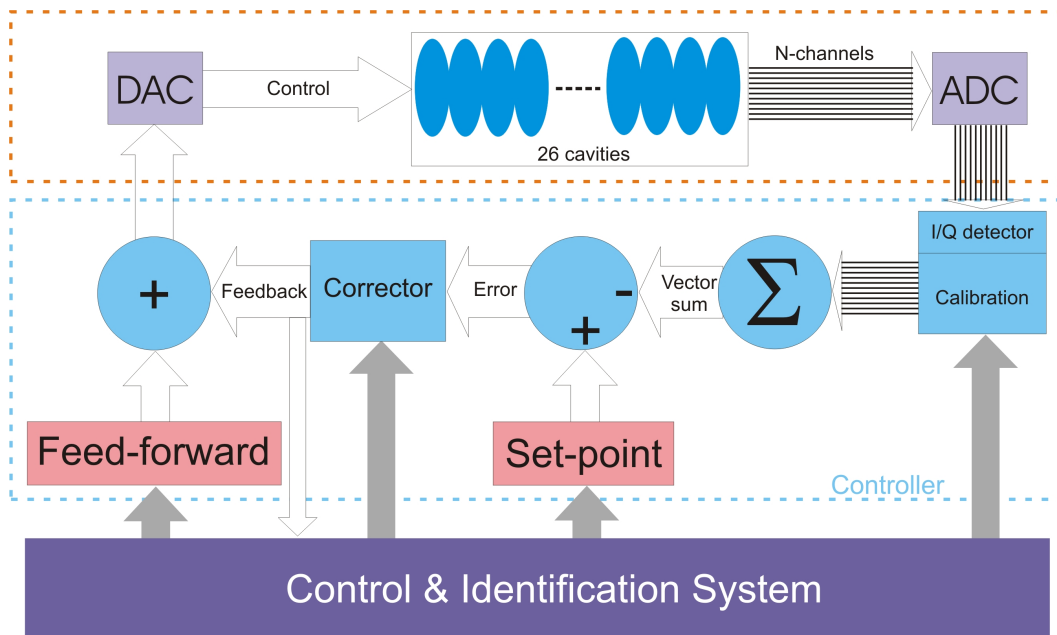 DAC
Control
26 cavities
N-channels
ADC
I/Q detector
Calibration
Σ
Vector
sum
-
+
Error
Corrector
Feedback
+
Feed-forward
Set-point
Controller
Control & Identification System